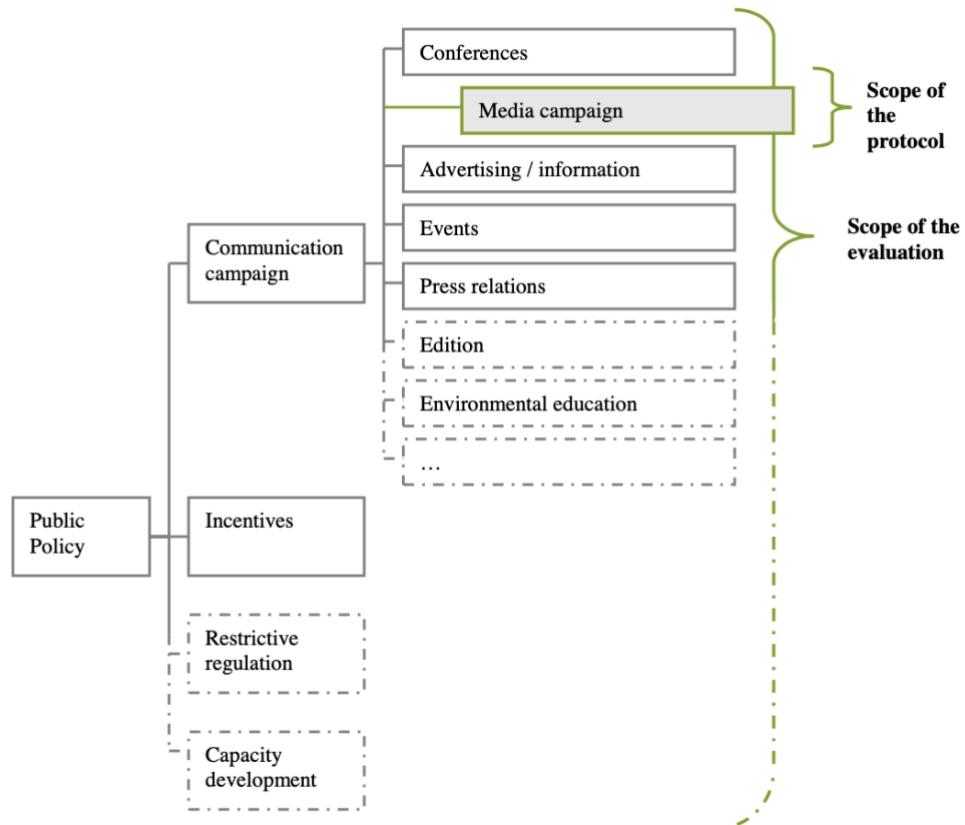 Conferences
Media campaign
Scope of
the
protocol
Advertising / information
Events
Scope of the
evaluation
Communication
campaign
Press relations
Edition
Environmental education
…
Public
Policy
Incentives
Restrictive
regulation
Capacity
development